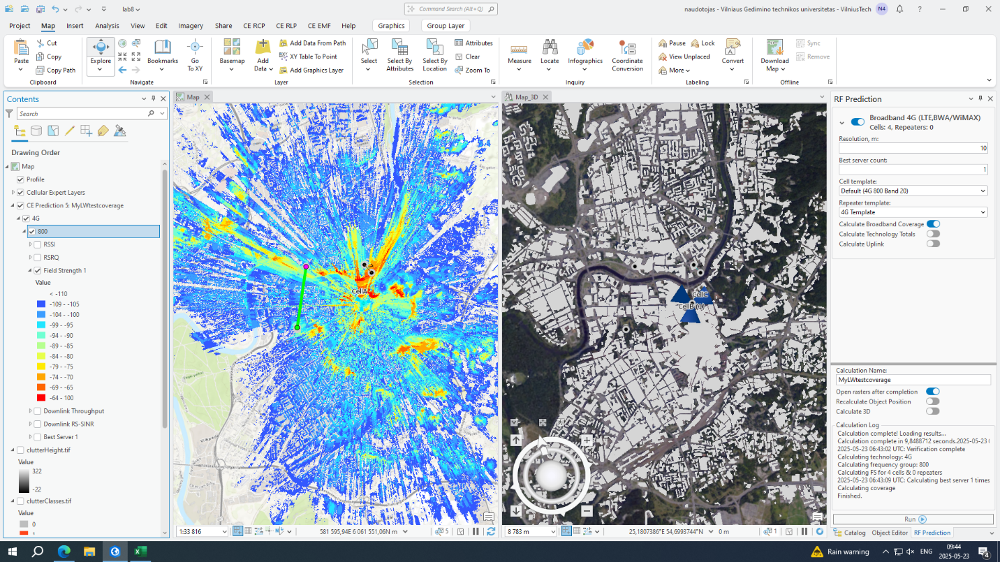 lab8
Command Search (Alt+Q)
naudotojas - Vilniaus Gedimino technikos universitetas - VilniusTech
N4
Project
Map
Insert
Analysis
View
Edit
Imagery
Share
CE RCP
CE RLP
CE EMF
Help
Graphics
Group Layer
Paste
Cut
Copy
Copy Path
Clipboard
Explore
Bookmarks
Go To XY
Navigate
Basemap
Add Data
Add Data From Path
XY Table To Point
Add Graphics Layer
Layer
Select
Select By Attributes
Select By Location
Attributes
Clear
Zoom To
Selection
Measure
Locate
Infographics
Coordinate Conversion
Inquiry
Pause
Lock
View Unplaced
More
Convert
Labeling
Download Map
Sync
Remove
Offline
Contents
Search
Drawing Order
Map
Profile
Cellular Expert Layers
CE Prediction 5: MyLWtestcoverage
4G
800
RSSI
RSRQ
Field Strength 1
Value
< -110
-109 - -105
-104 - -100
-99 - -95
-94 - -90
-89 - -85
-84 - -80
-79 - -75
-74 - -70
-69 - -65
-64 - 100
Downlink Throughput
Downlink RS-SINR
Best Server 1
clutterHeight.tif
Value
322
-22
clutterClasses.tif
Value
0
1
Map
CellA
1:33 816
581 595,94E 6 061 551,06N m
5
Map_3D
CellC
CellB (1)
8 783 m
25,1807386°E 54,6993744°N
0 m
1
RF Prediction
Broadband 4G (LTE,BWA/WiMAX)
Cells: 4, Repeaters: 0
Resolution, m:
10
Best server count:
1
Cell template:
Default (4G 800 Band 20)
Repeater template:
4G Template
Calculate Broadband Coverage
Calculate Technology Totals
Calculate Uplink
Calculation Name:
MyLWtestcoverage
Open rasters after completion
Recalculate Object Position
Calculate 3D
Calculation Log
Calculation complete! Loading results...
Calculation complete in 9,8488712 seconds.2025-05-23
2025-05-23 06:43:02 UTC: Verification complete
Calculating technology: 4G
Calculating frequency group: 800
Calculating FS for 4 cells & 0 repeaters
2025-05-23 06:43:09 UTC: Calculating best server 1 times
Calculating coverage
Finished.
Run
Catalog
Object Editor
RF Prediction
Rain warning
ENG
09:44
2025-05-23
4